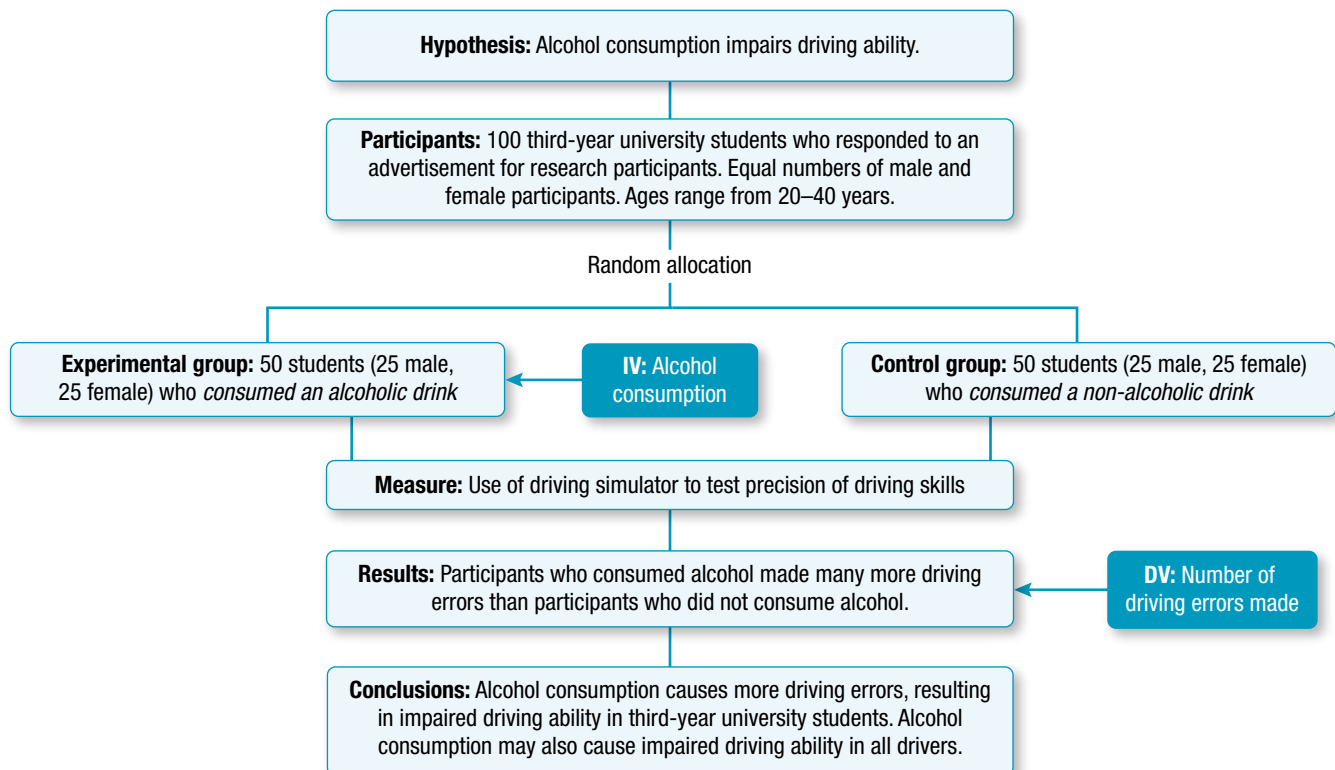 Hypothesis: Alcohol consumption impairs driving ability.
Participants: 100 third-year university students who responded to an
advertisement for research participants. Equal numbers of male and
female participants. Ages range from 20–40 years.
Random allocation
Experimental group: 50 students (25 male,
25 female) who consumed an alcoholic drink
IV: Alcohol
consumption
Control group: 50 students (25 male, 25 female)
who consumed a non-alcoholic drink
Measure: Use of driving simulator to test precision of driving skills
Results: Participants who consumed alcohol made many more driving
errors than participants who did not consume alcohol.
DV: Number of
driving errors made
Conclusions: Alcohol consumption causes more driving errors, resulting
in impaired driving ability in third-year university students. Alcohol
consumption may also cause impaired driving ability in all drivers.